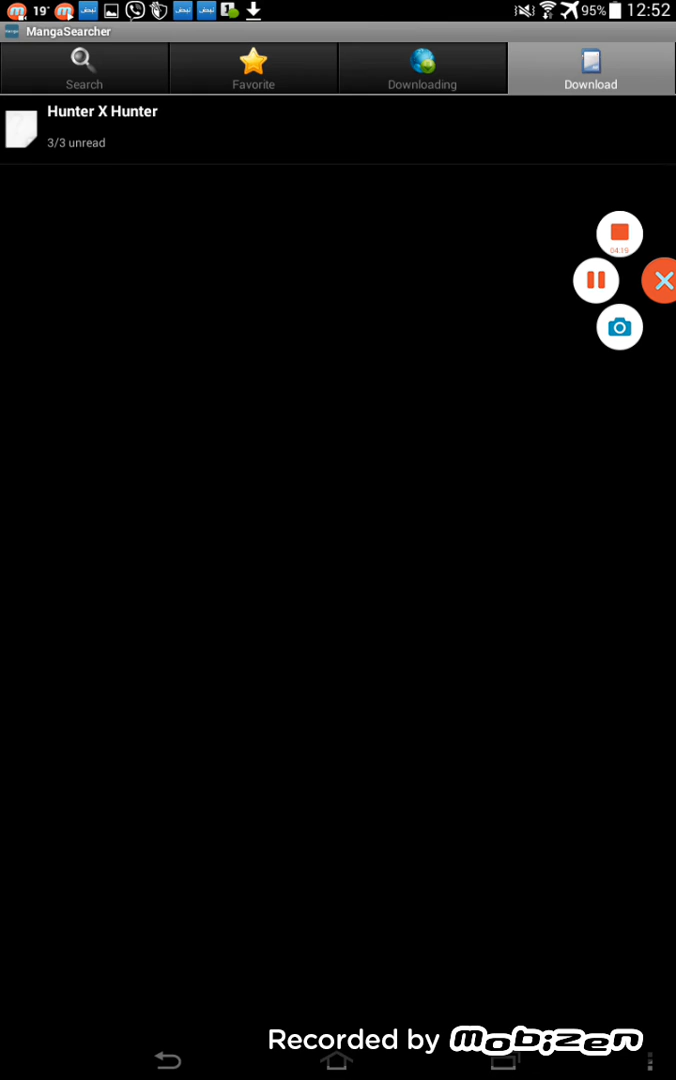 19° 95% 12:52
MangaSearcher
Search Favorite Downloading Download
Hunter X Hunter
3/3 unread
04:19
Recorded by mobizen